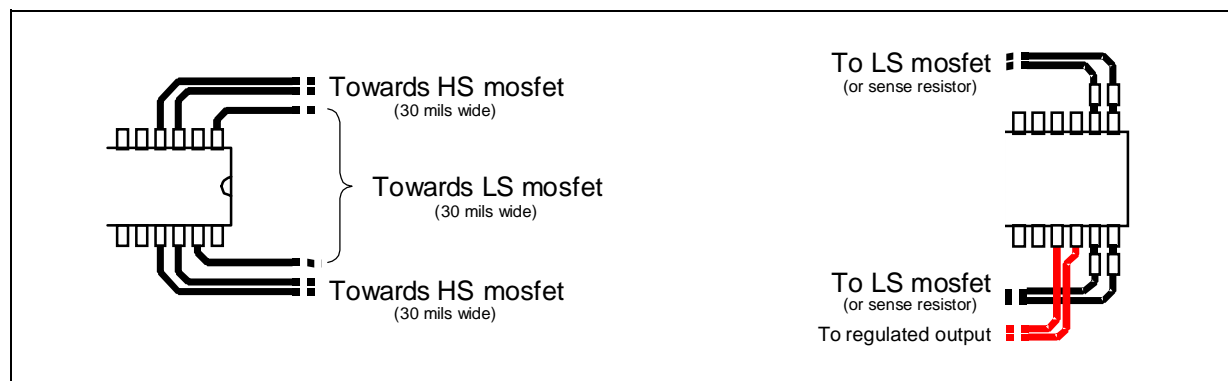 Towards HS mosfet
(30 mils wide)
Towards LS mosfet
(30 mils wide)
Towards HS mosfet
(30 mils wide)
To LS mosfet
(or sense resistor)
To LS mosfet
(or sense resistor)
To regulated output